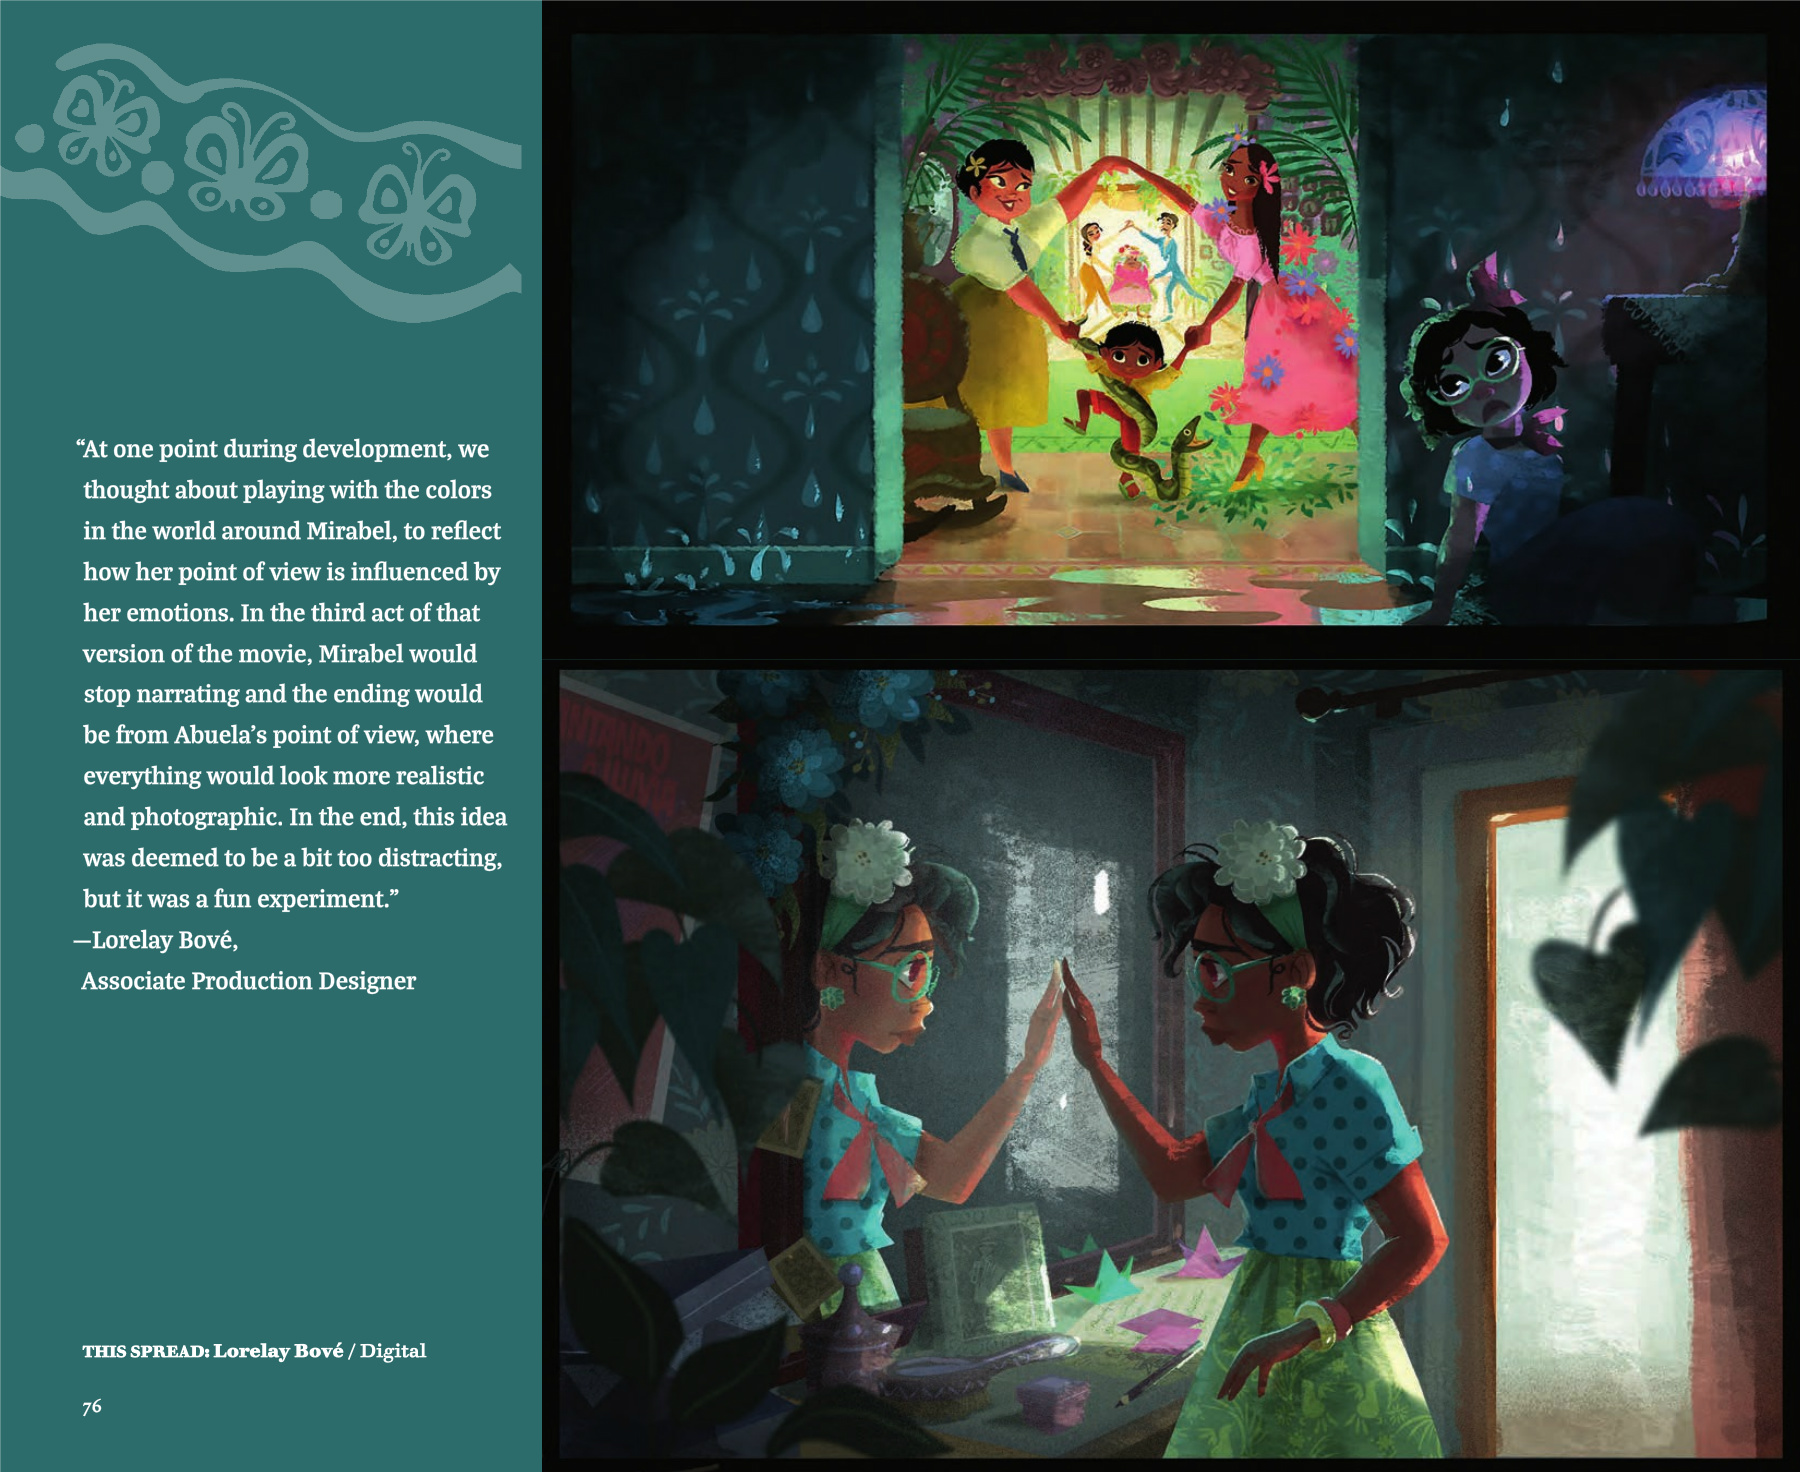 “At one point during development, we
thought about playing with the colors
in the world around Mirabel, to reflect
how her point of view is influenced by
her emotions. In the third act of that
version of the movie, Mirabel would
stop narrating and the ending would
be from Abuela’s point of view, where
everything would look more realistic
and photographic. In the end, this idea
was deemed to be a bit too distracting,
but it was a fun experiment.”
—Lorelay Bové,
Associate Production Designer
THIS SPREAD: Lorelay Bové / Digital
76